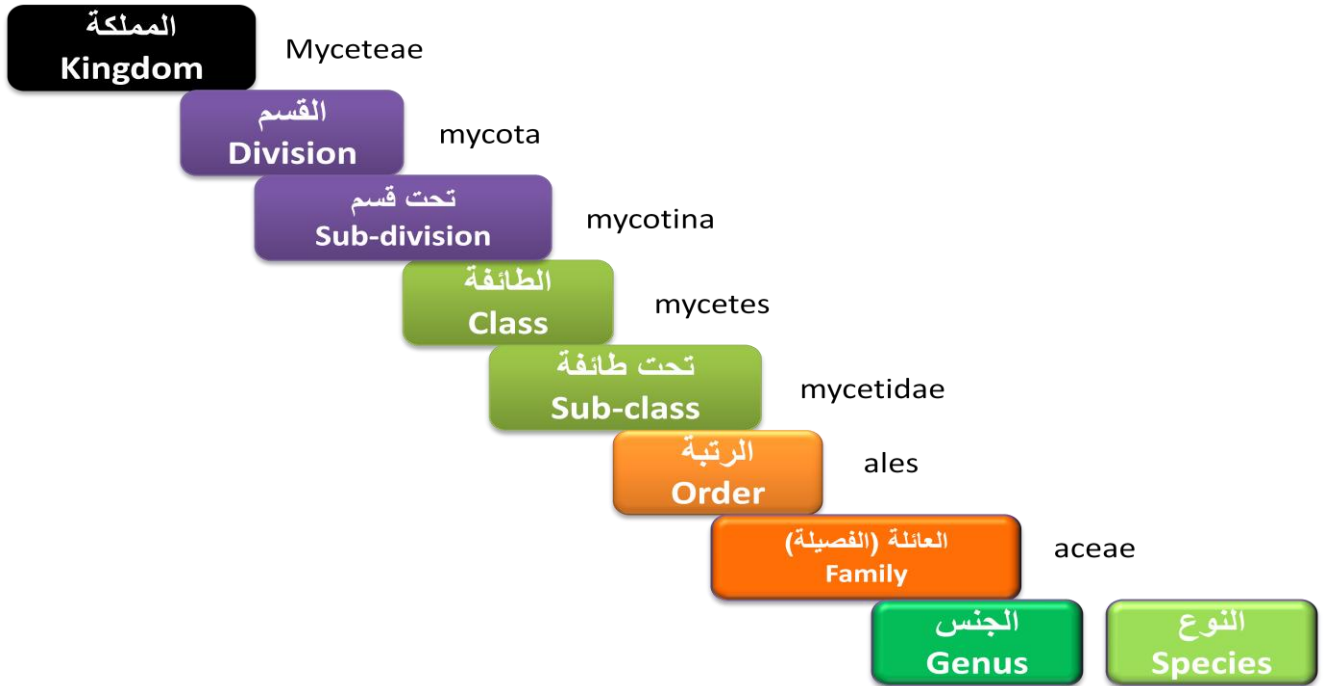 المملكة
Kingdom
Myceteae
القسم
Division
mycota
تحت قسم
Sub-division
mycotina
الطائفة
Class
mycetes
تحت طائفة
Sub-class
mycetidae
الرتبة
Order
ales
العائلة (الفصيلة)
Family
aceae
الجنس
Genus
النوع
Species